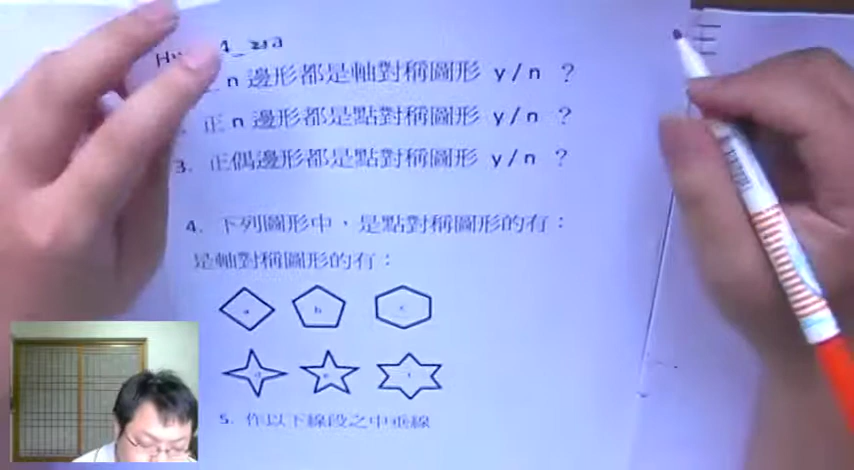 n 邊形都是軸對稱圖形 y/n ?
正 n 邊形都是點對稱圖形 y/n ?
3. 正偶邊形都是點對稱圖形 y/n ?
4. 下列圖形中，是點對稱圖形的有：
是軸對稱圖形的有：
a b c
d e f
5. 作以下線段之中垂線